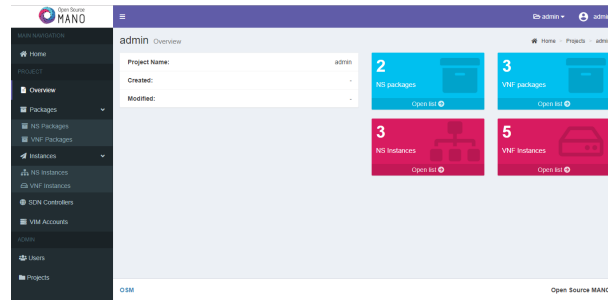 Open Source
MANO
admin
admin
MAIN NAVIGATION
Home
PROJECT
Overview
Packages
NS Packages
VNF Packages
Instances
NS Instances
VNF Instances
SDN Controllers
VIM Accounts
ADMIN
Users
Projects
admin Overview
Home Projects admin
Project Name: admin
Created: -
Modified: -
2
NS packages
Open list
3
VNF packages
Open list
3
NS Instances
Open list
5
VNF Instances
Open list
OSM
Open Source MANO